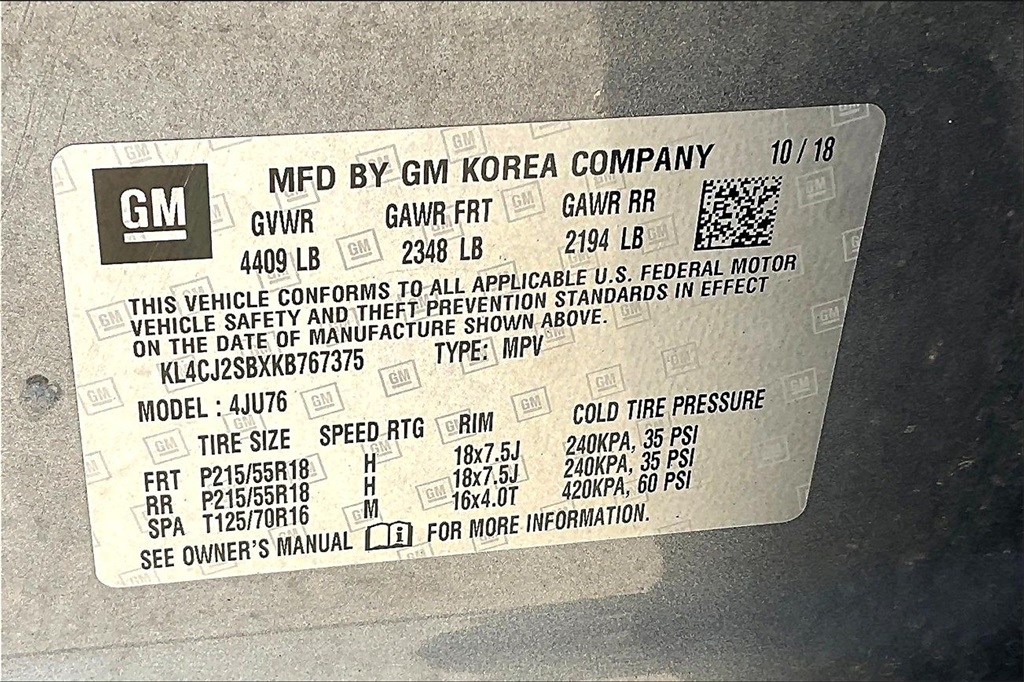 GM
MFD BY GM KOREA COMPANY 10 / 18
GVWR GAWR FRT GAWR RR
4409 LB 2348 LB 2194 LB
THIS VEHICLE CONFORMS TO ALL APPLICABLE U.S. FEDERAL MOTOR
VEHICLE SAFETY AND THEFT PREVENTION STANDARDS IN EFFECT
ON THE DATE OF MANUFACTURE SHOWN ABOVE.
KL4CJ2SBXKB767375 TYPE: MPV
MODEL : 4JU76
TIRE SIZE SPEED RTG RIM COLD TIRE PRESSURE
FRT P215/55R18 H 18x7.5J 240KPA, 35 PSI
RR P215/55R18 H 18x7.5J 240KPA, 35 PSI
SPA T125/70R16 M 16x4.0T 420KPA, 60 PSI
SEE OWNER'S MANUAL i FOR MORE INFORMATION.